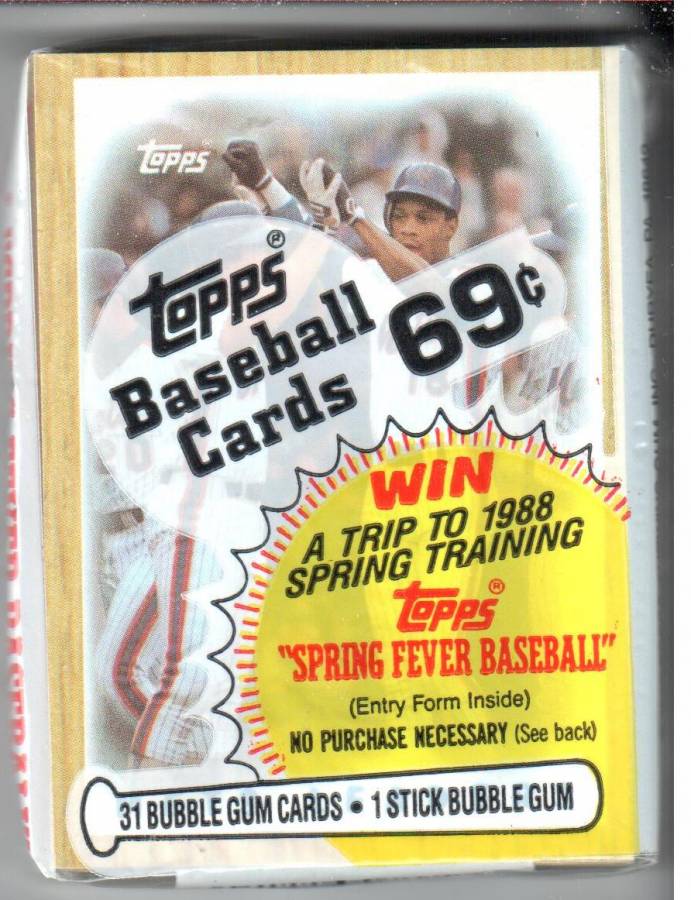 Topps
Topps®
Baseball
Cards
69¢
WIN
A TRIP TO 1988
SPRING TRAINING
Topps®
"SPRING FEVER BASEBALL"
(Entry Form Inside)
NO PURCHASE NECESSARY (See back)
31 BUBBLE GUM CARDS • 1 STICK BUBBLE GUM